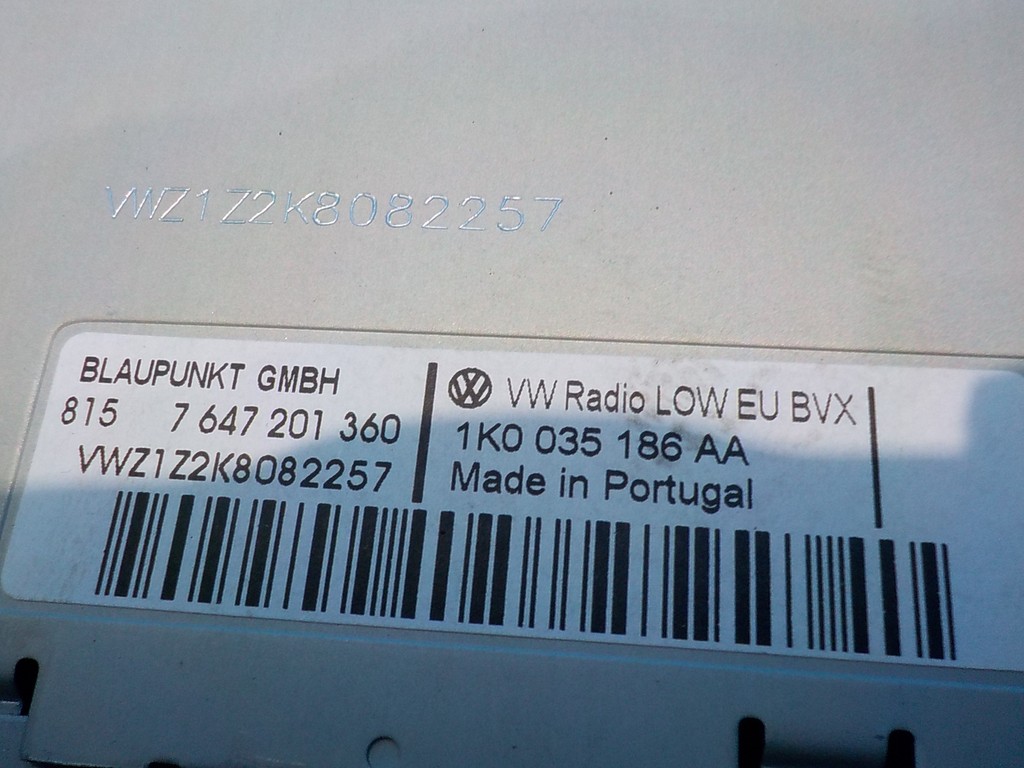 VWZ1Z2K8082257
BLAUPUNKT GMBH
815 7 647 201 360
VWZ1Z2K8082257
VW Radio LOW EU BVX
1K0 035 186 AA
Made in Portugal